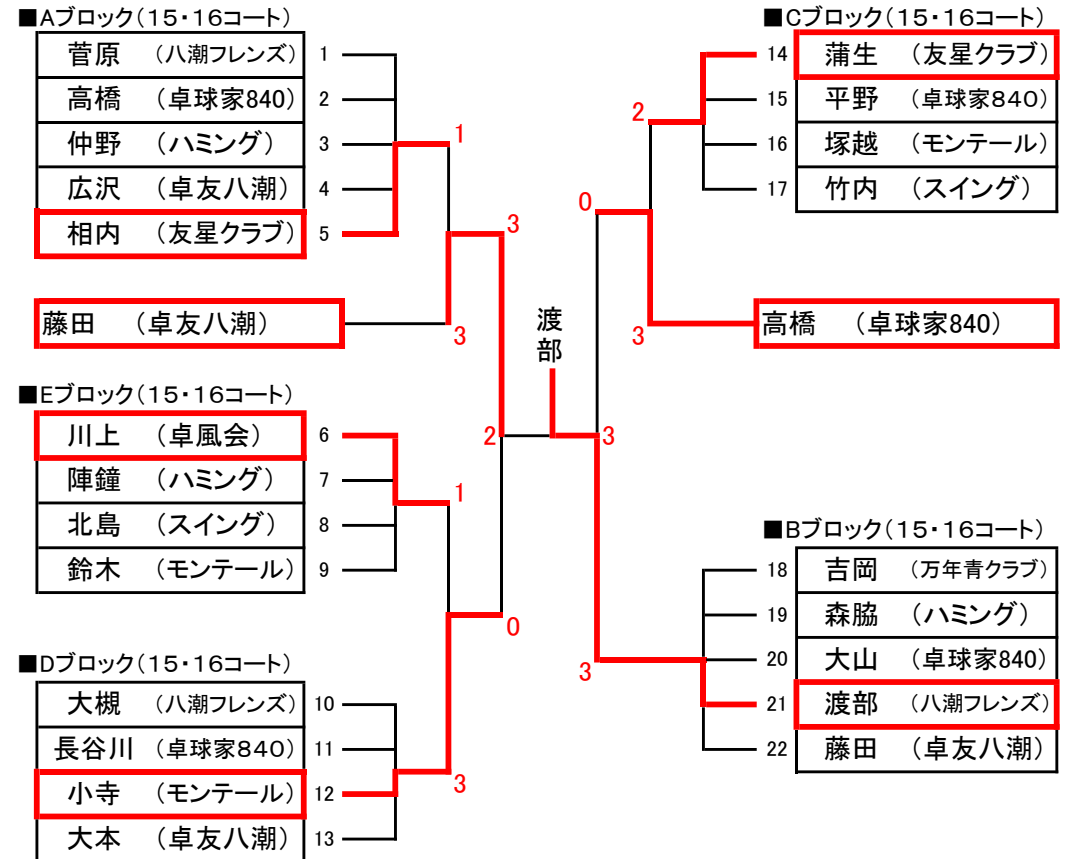 ■Aブロック(15・16コート)
菅原 (八潮フレンズ) 1
高橋 (卓球家840) 2
仲野 (ハミング) 3
広沢 (卓友八潮) 4
相内 (友星クラブ) 5
1
3
藤田 (卓友八潮)
3
■Eブロック(15・16コート)
川上 (卓風会) 6
陣鐘 (ハミング) 7
北島 (スイング) 8
鈴木 (モンテール) 9
1
2
0
■Dブロック(15・16コート)
大槻 (八潮フレンズ) 10
長谷川 (卓球家840) 11
小寺 (モンテール) 12
大本 (卓友八潮) 13
3
渡部
■Cブロック(15・16コート)
14 蒲生 (友星クラブ)
15 平野 (卓球家840)
16 塚越 (モンテール)
17 竹内 (スイング)
2
0
3
高橋 (卓球家840)
3
■Bブロック(15・16コート)
18 吉岡 (万年青クラブ)
19 森脇 (ハミング)
20 大山 (卓球家840)
21 渡部 (八潮フレンズ)
22 藤田 (卓友八潮)
3